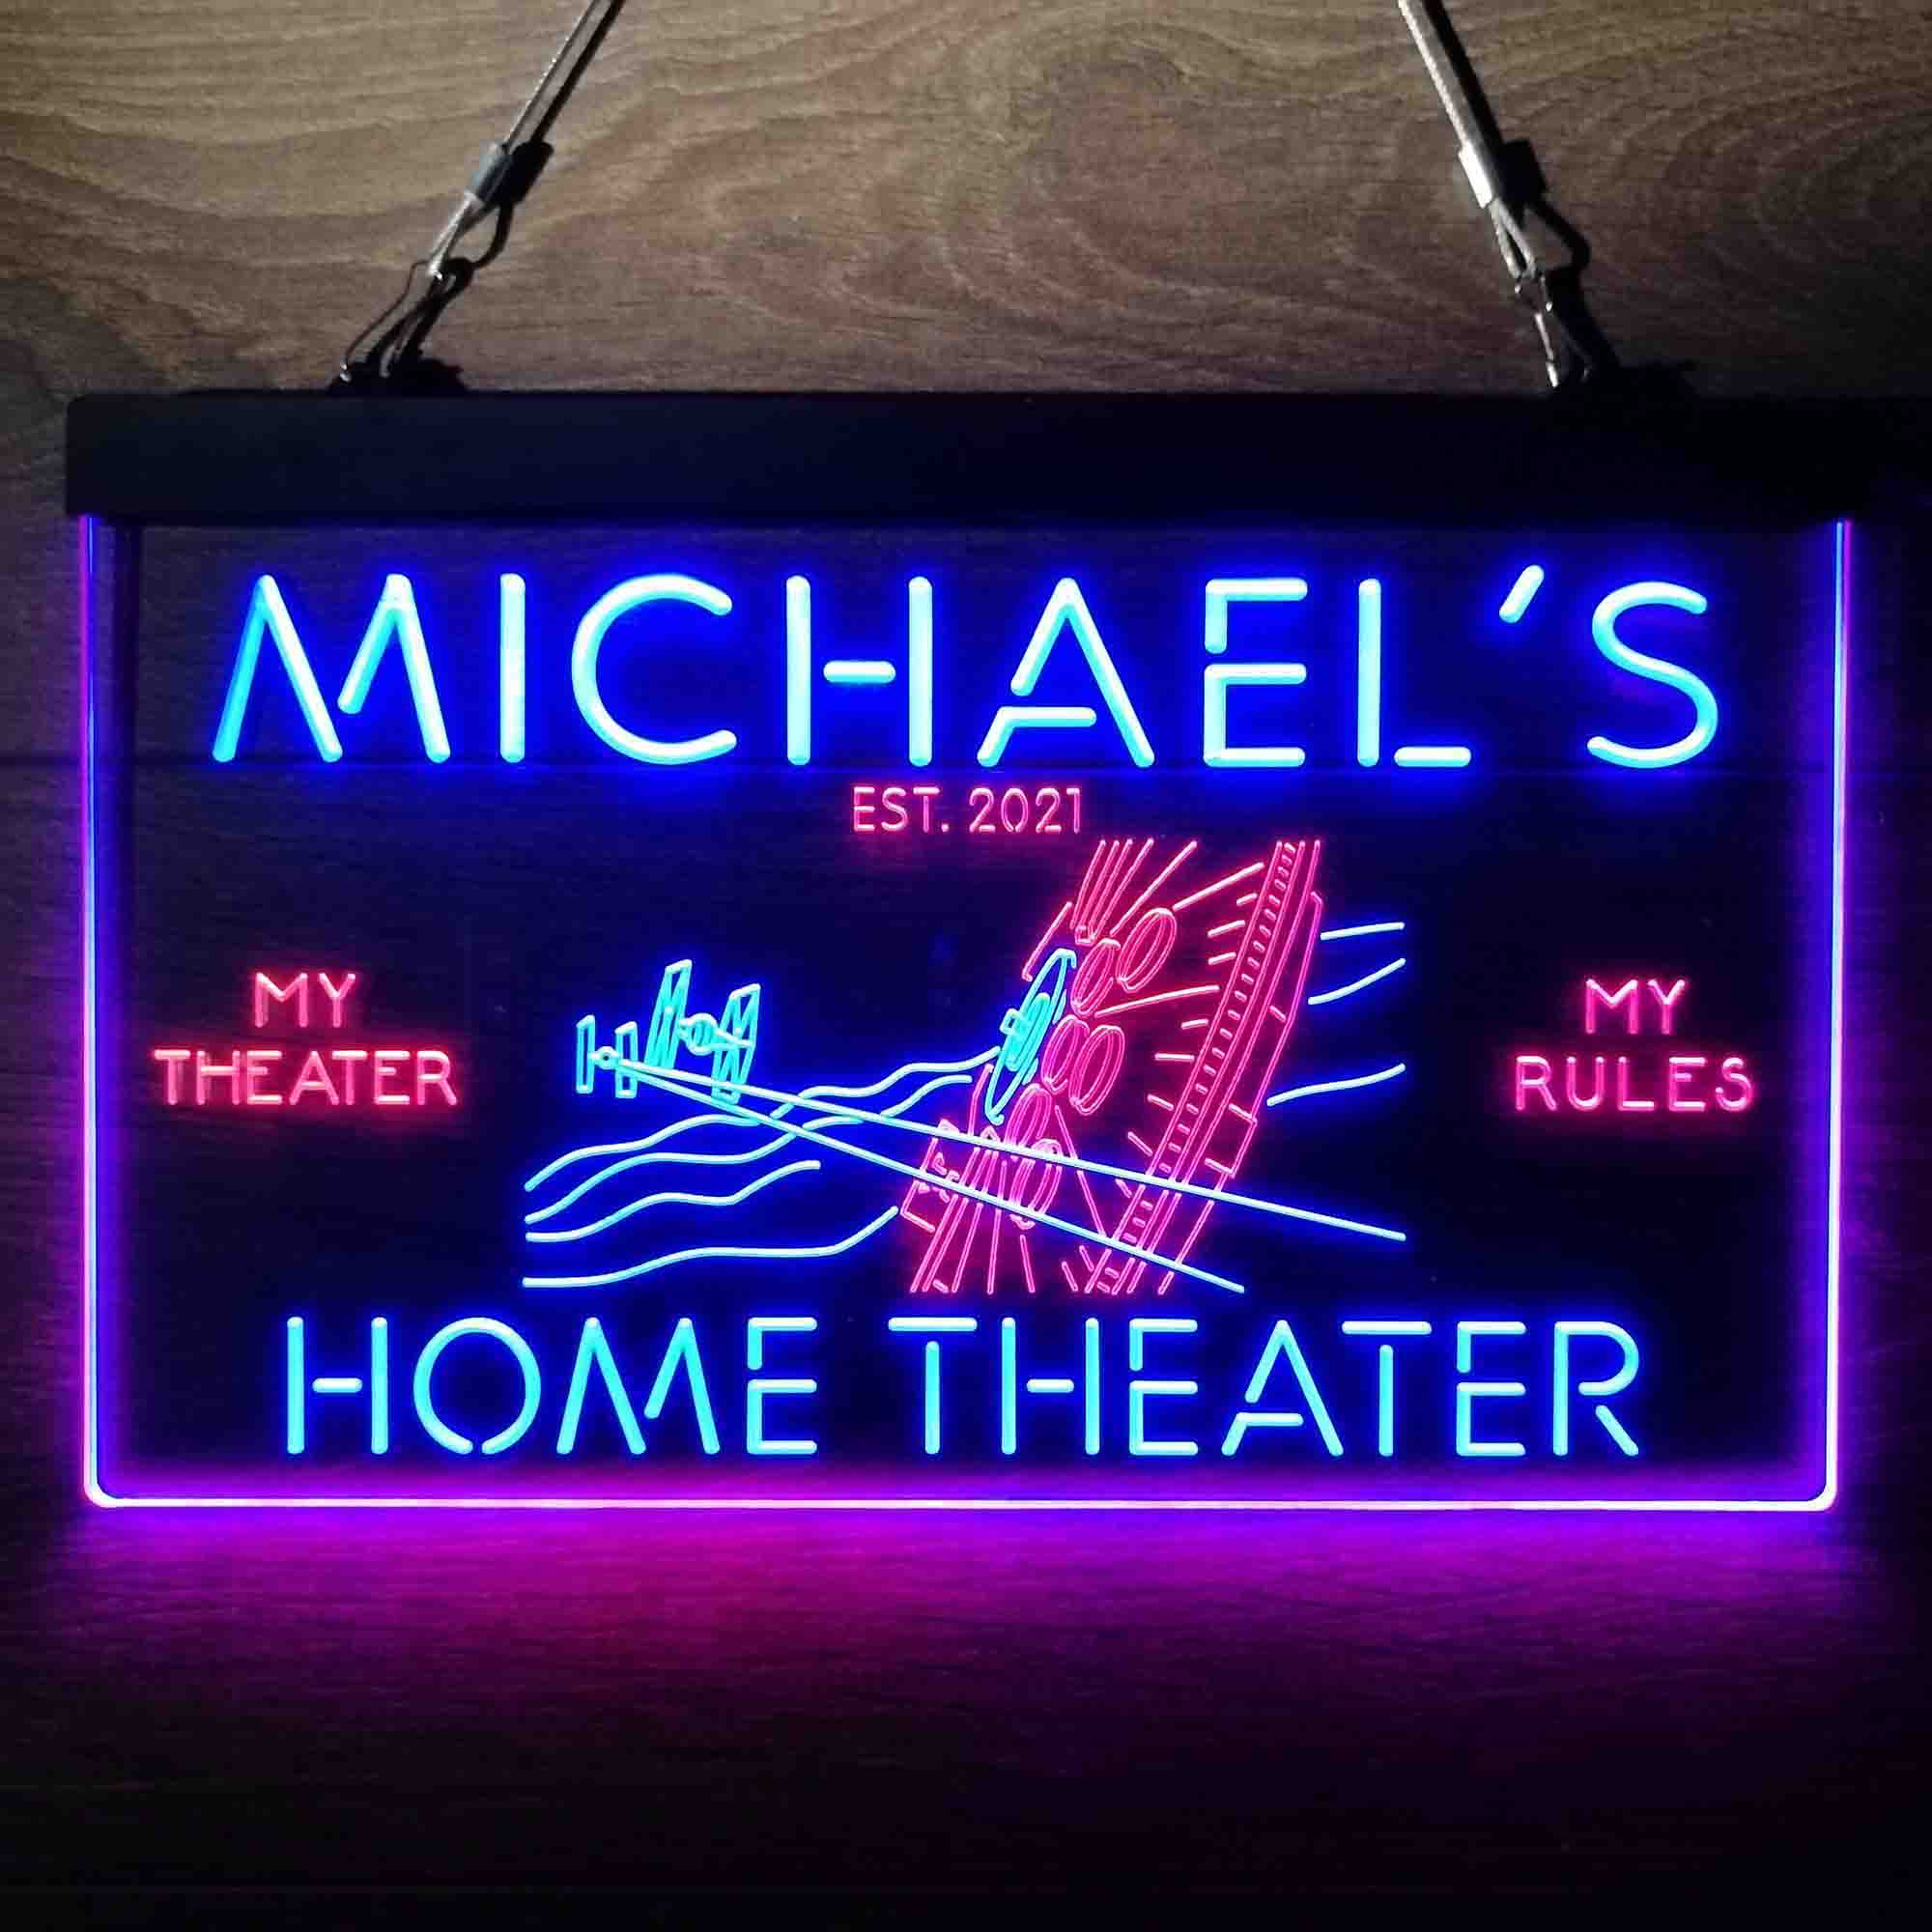 MICHAEL'S
EST. 2021
MY
THEATER
MY
RULES
HOME THEATER